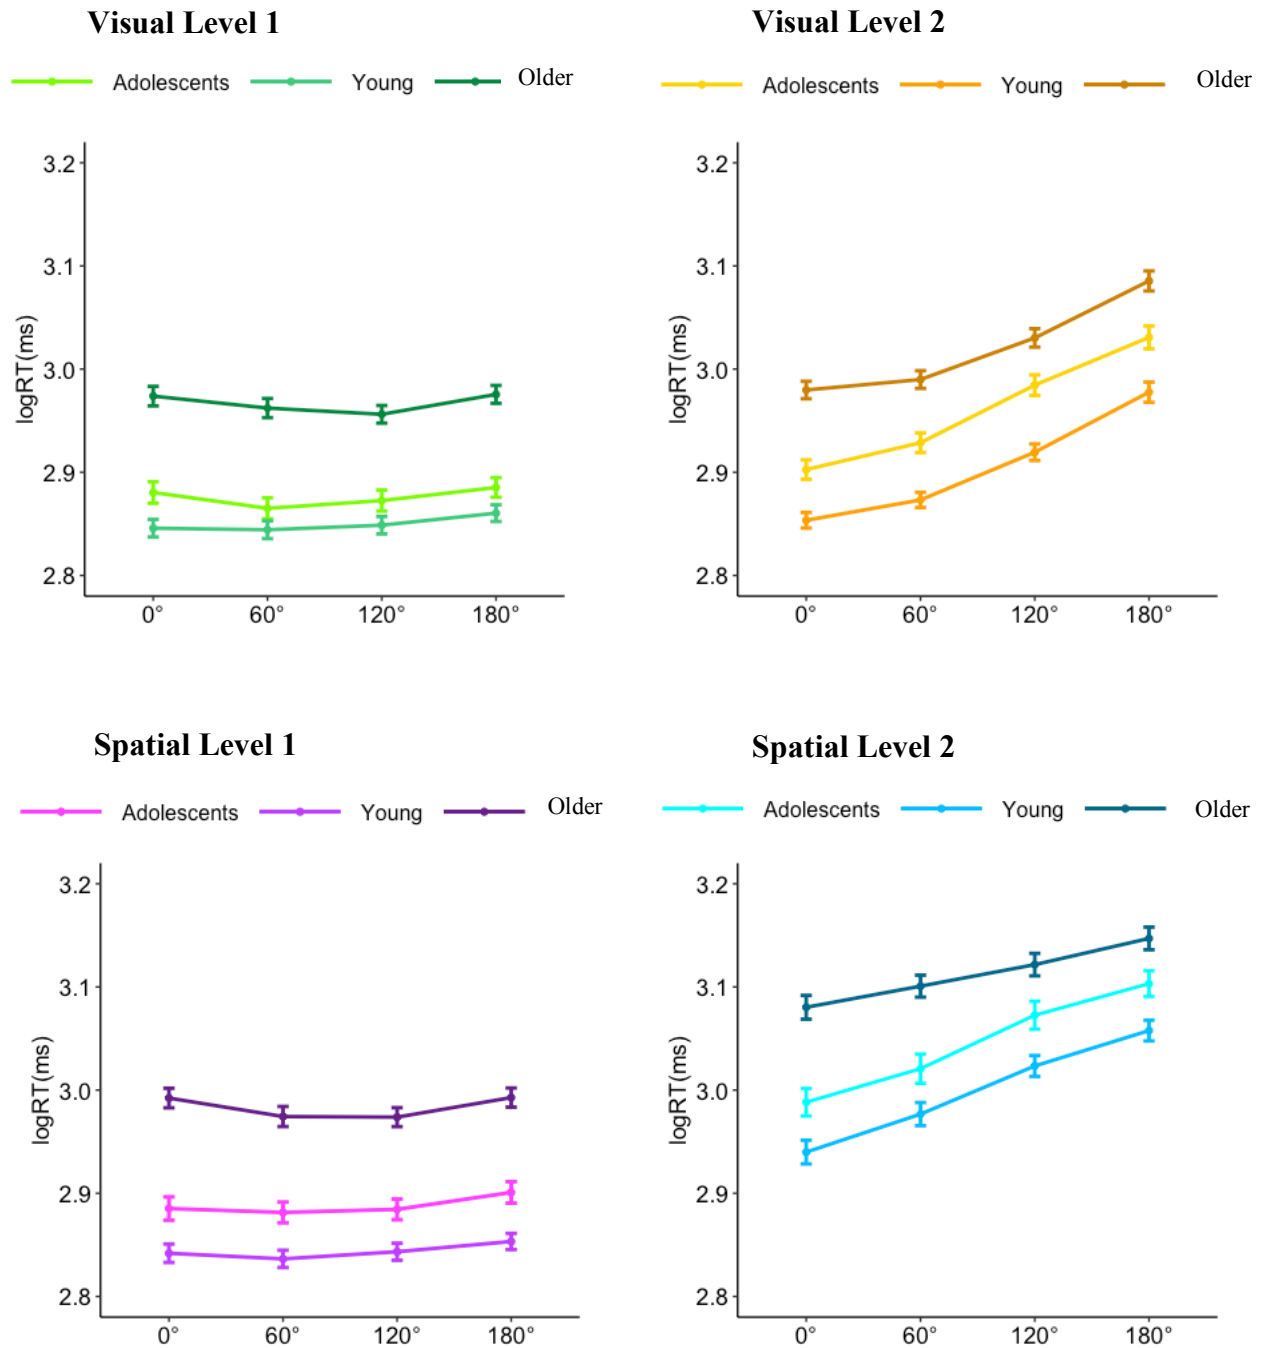 Visual Level 1
Adolescents Young Older
3.2
3.1
3.0
2.9
2.8
logRT(ms)
0° 60° 120° 180°
Visual Level 2
Adolescents Young Older
3.2
3.1
3.0
2.9
2.8
logRT(ms)
0° 60° 120° 180°
Spatial Level 1
Adolescents Young Older
3.2
3.1
3.0
2.9
2.8
logRT(ms)
0° 60° 120° 180°
Spatial Level 2
Adolescents Young Older
3.2
3.1
3.0
2.9
2.8
logRT(ms)
0° 60° 120° 180°